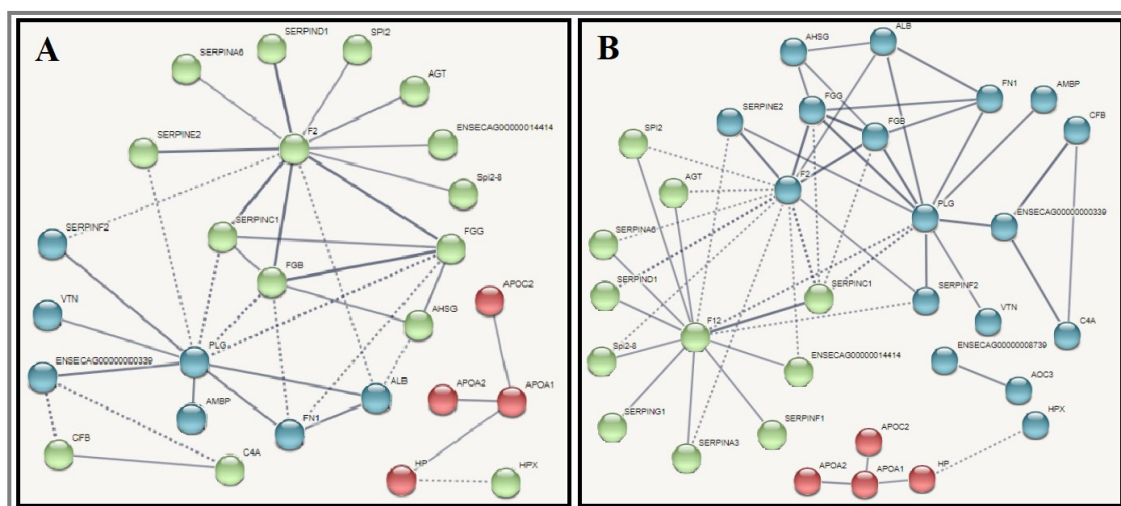 A
SERPIND1
SPI2
SERPINA6
AGT
F2
ENSECAG00000014414
SERPINE2
Spi2-8
SERPINF2
SERPINC1
FGG
FGB
APOC2
VTN
AHSG
PLG
ENSECAG00000000339
ALB
APOA2
APOA1
AMBP
FN1
CFB
C4A
HP
HPX
B
AHSG
ALB
FN1
AMBP
SERPINE2
FGG
CFB
SPI2
FGB
AGT
F2
PLG
ENSECAG00000000339
SERPINA6
SERPIND1
SERPINC1
SERPINF2
VTN
C4A
F12
Spi2-8
ENSECAG00000014414
ENSECAG00000008739
AOC3
SERPING1
SERPINF1
HPX
SERPINA3
APOC2
APOA2
APOA1
HP